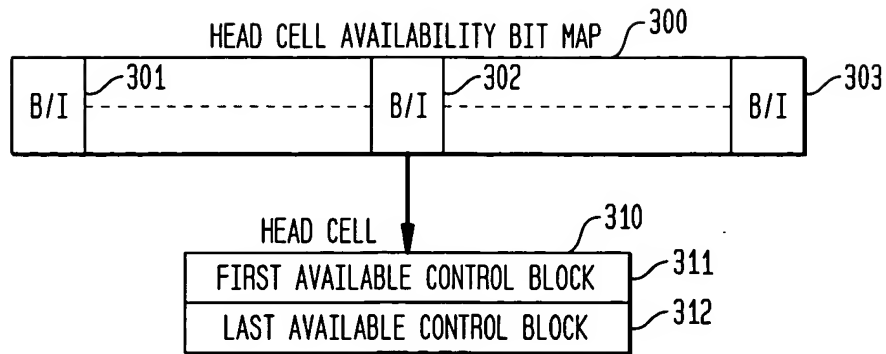 HEAD CELL AVAILABILITY BIT MAP 300
B/I 301 B/I 302 B/I 303
HEAD CELL 310
FIRST AVAILABLE CONTROL BLOCK 311
LAST AVAILABLE CONTROL BLOCK 312